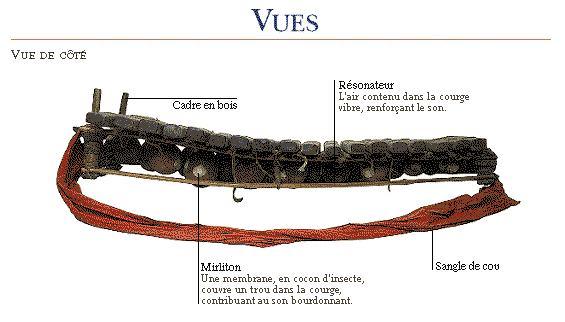 VUES
VUE DE CÔTÉ
Résonateur
L'air contenu dans la courge
vibre, renforçant le son.
Cadre en bois
Mirliton
Une membrane, en cocon d'insecte,
couvre un trou dans la courge,
contribuant au son bourdonnant.
Sangle de cou